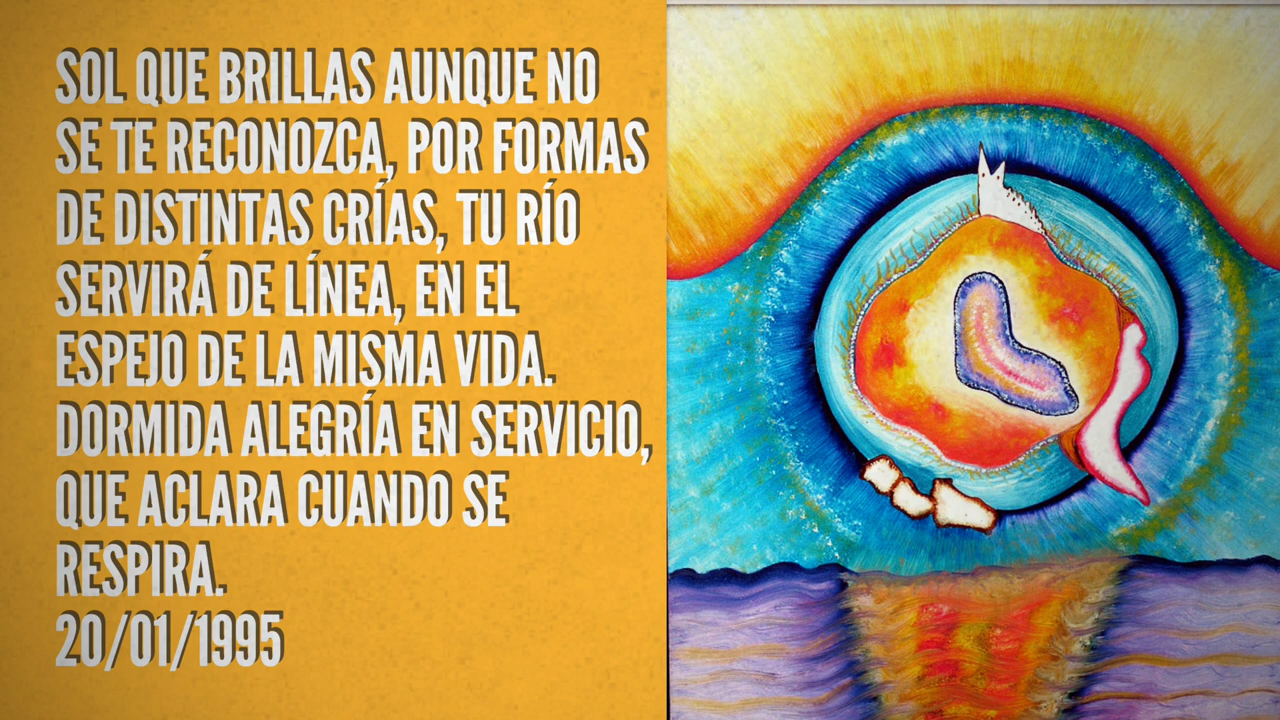 SOL QUE BRILLAS AUNQUE NO
SE TE RECONOZCA, POR FORMAS
DE DISTINTAS CRÍAS, TU RÍO
SERVIRÁ DE LÍNEA, EN EL
ESPEJO DE LA MISMA VIDA.
DORMIDA ALEGRÍA EN SERVICIO,
QUE ACLARA CUANDO SE
RESPIRA.
20/01/1995